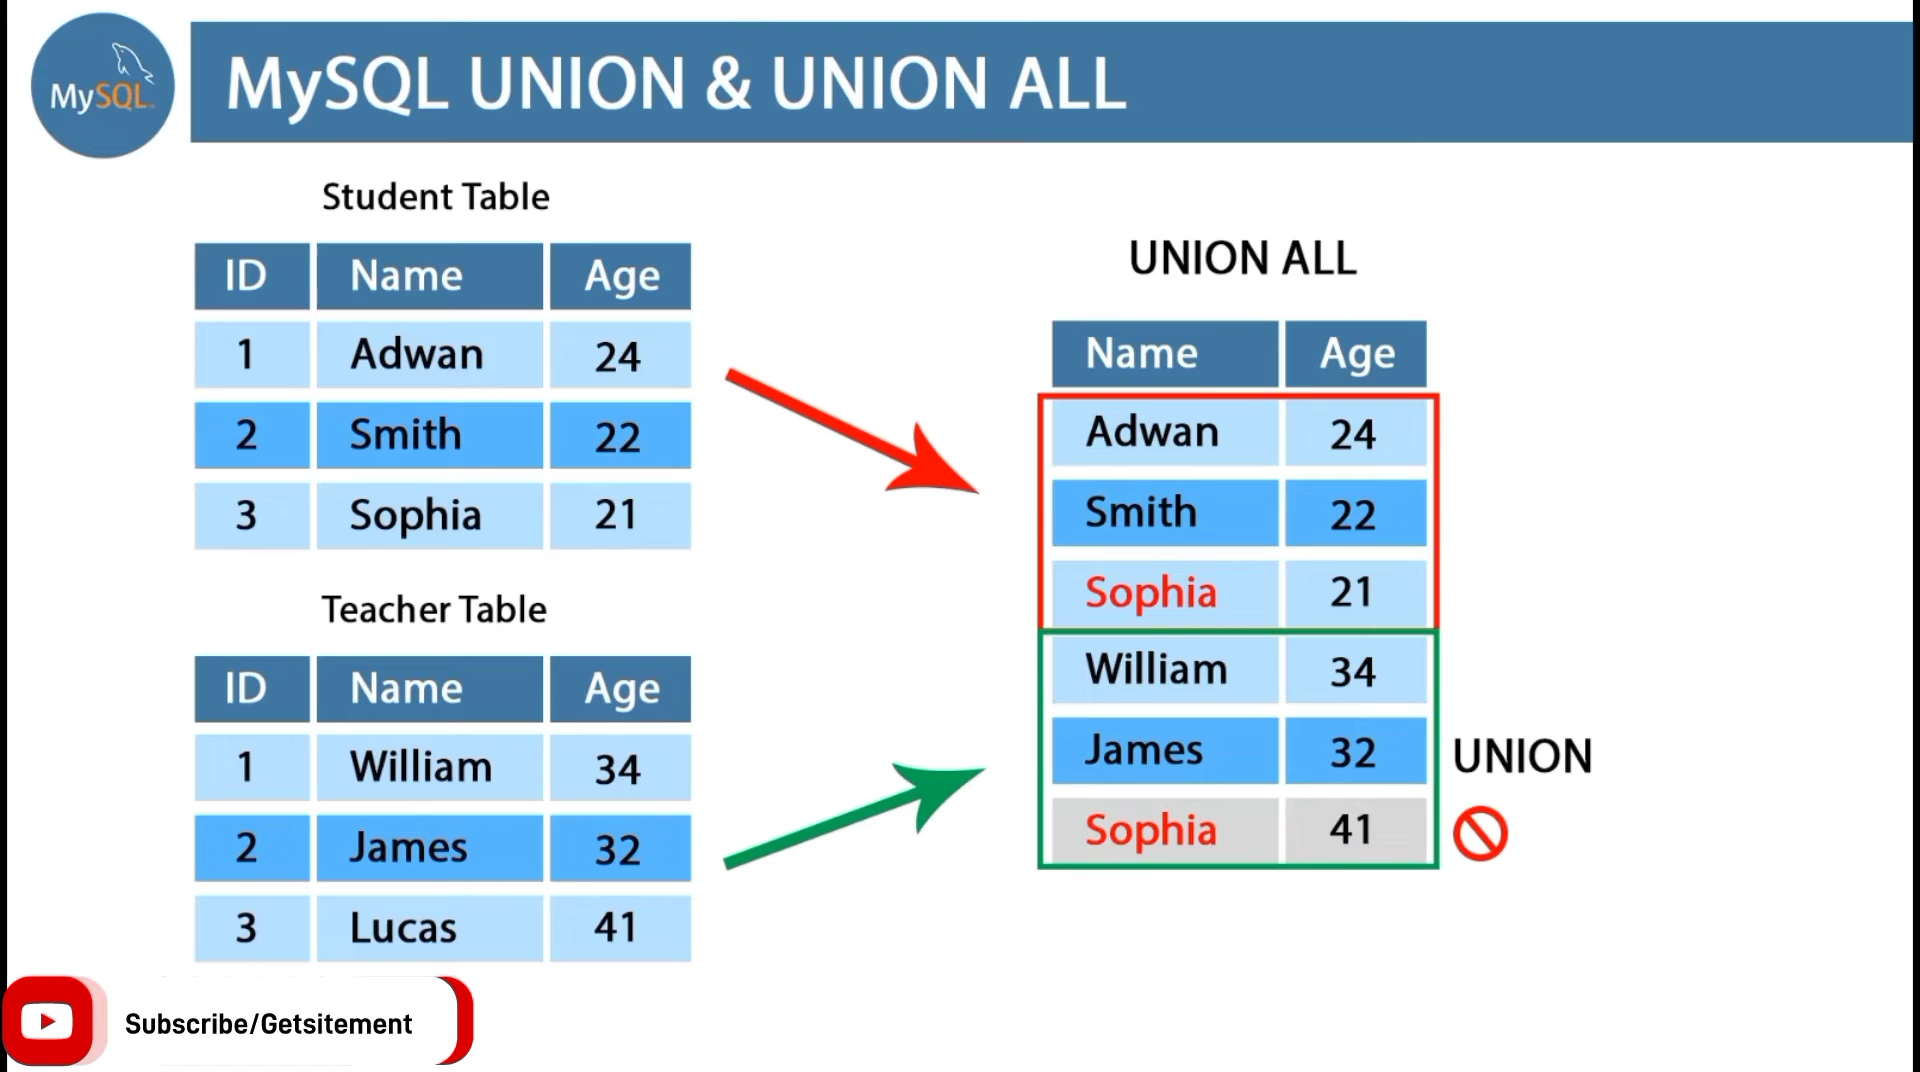 MySQL
MySQL UNION & UNION ALL
Student Table
ID Name Age
1 Adwan 24
2 Smith 22
3 Sophia 21
Teacher Table
ID Name Age
1 William 34
2 James 32
3 Lucas 41
UNION ALL
Name Age
Adwan 24
Smith 22
Sophia 21
William 34
James 32
Sophia 41
UNION
Subscribe/Getsitement